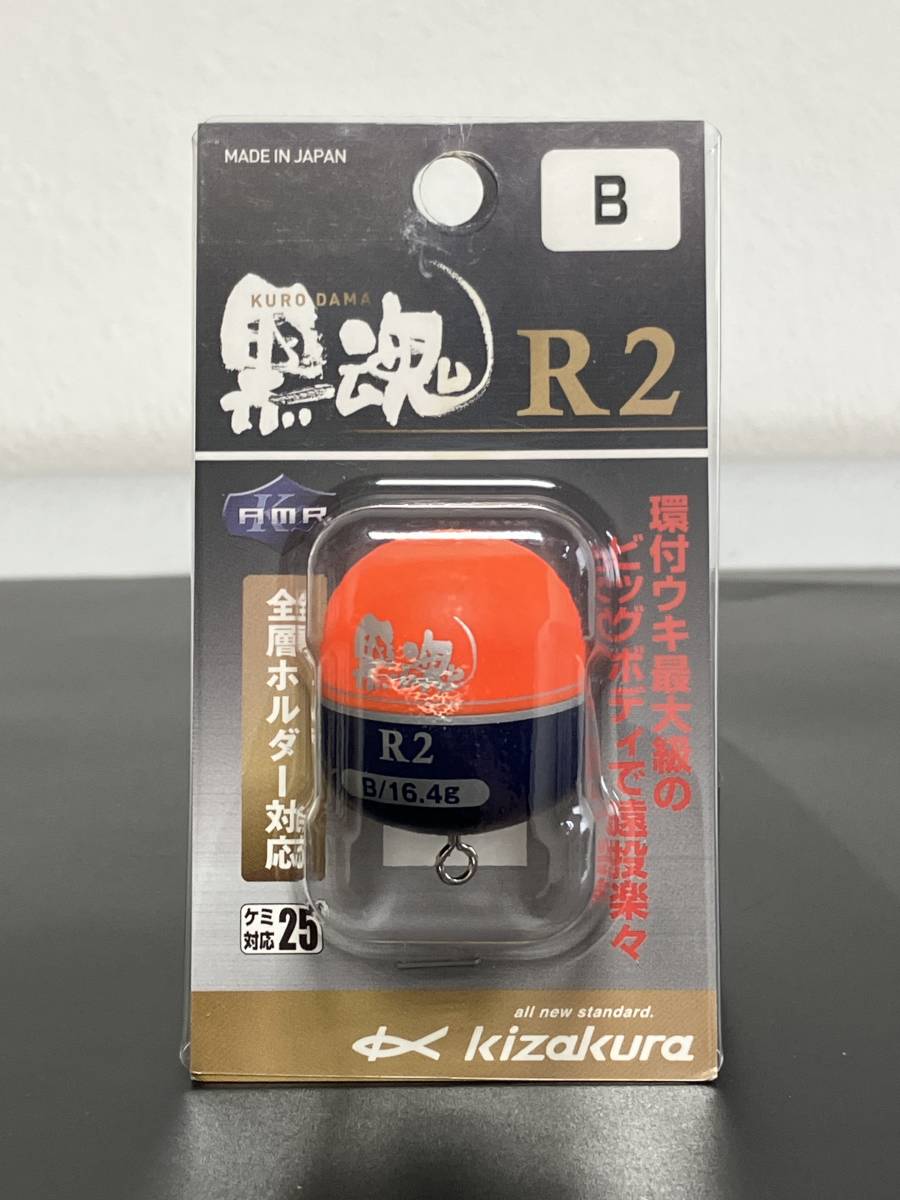 MADE IN JAPAN
B
KURO DAMA
黒魂
R2
AMR
環付ウキ最大級の
ビッグボディで遠投楽々
全層ホルダー対応
黒魂
R2
B/16.4g
ケミ
対応 25
all new standard.
kizakura